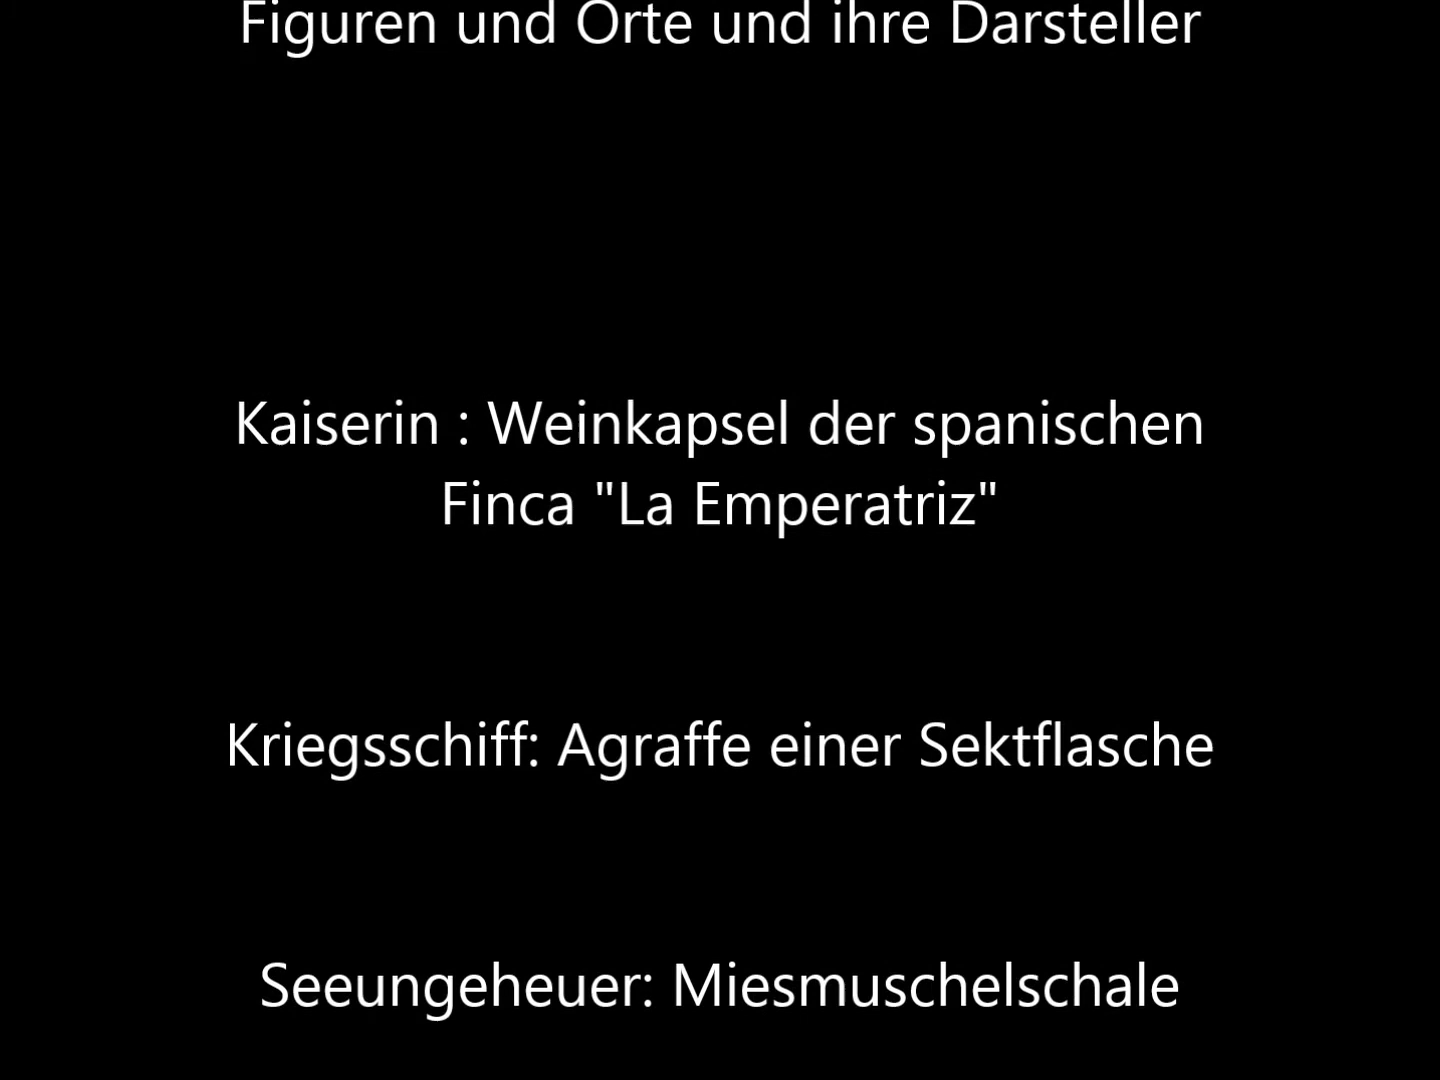 Figuren und Orte und ihre Darsteller
Kaiserin : Weinkapsel der spanischen
Finca "La Emperatriz"
Kriegsschiff: Agraffe einer Sektflasche
Seeungeheuer: Miesmuschelschale